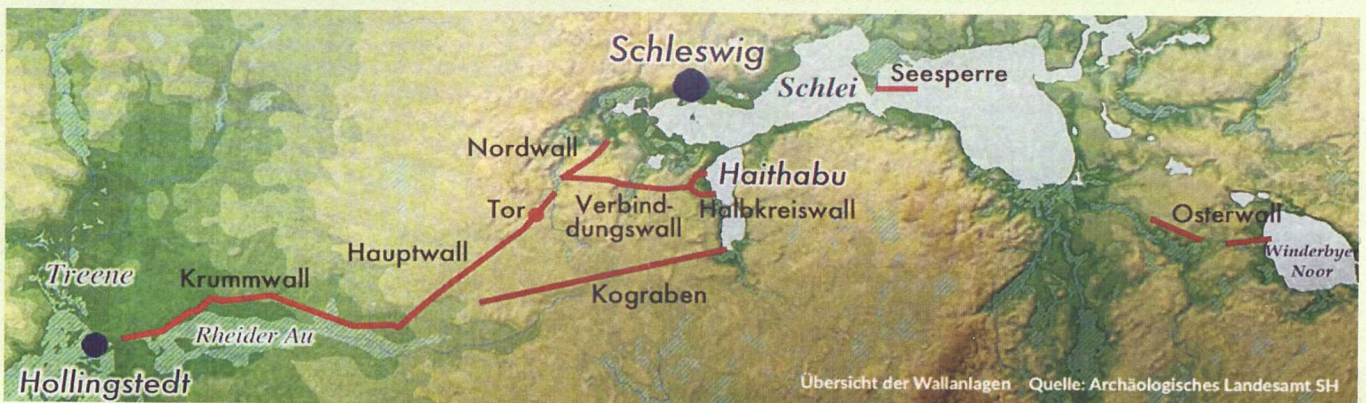 Schleswig
Schlei
Seesperre
Nordwall
Haithabu
Tor
Verbind-
dungswall
Halbkreiswall
Osterwall
Hauptwall
Winderbyer
Noor
Treene
Krummwall
Kograben
Rheider Au
Hollingstedt
Übersicht der Wallanlagen Quelle: Archäologisches Landesamt SH